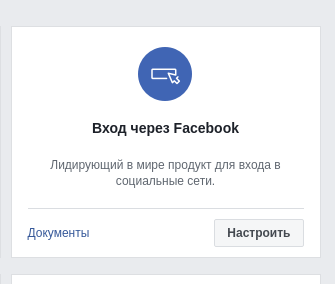 Вход через Facebook
Лидирующий в мире продукт для входа в
социальные сети.
Документы
Настроить